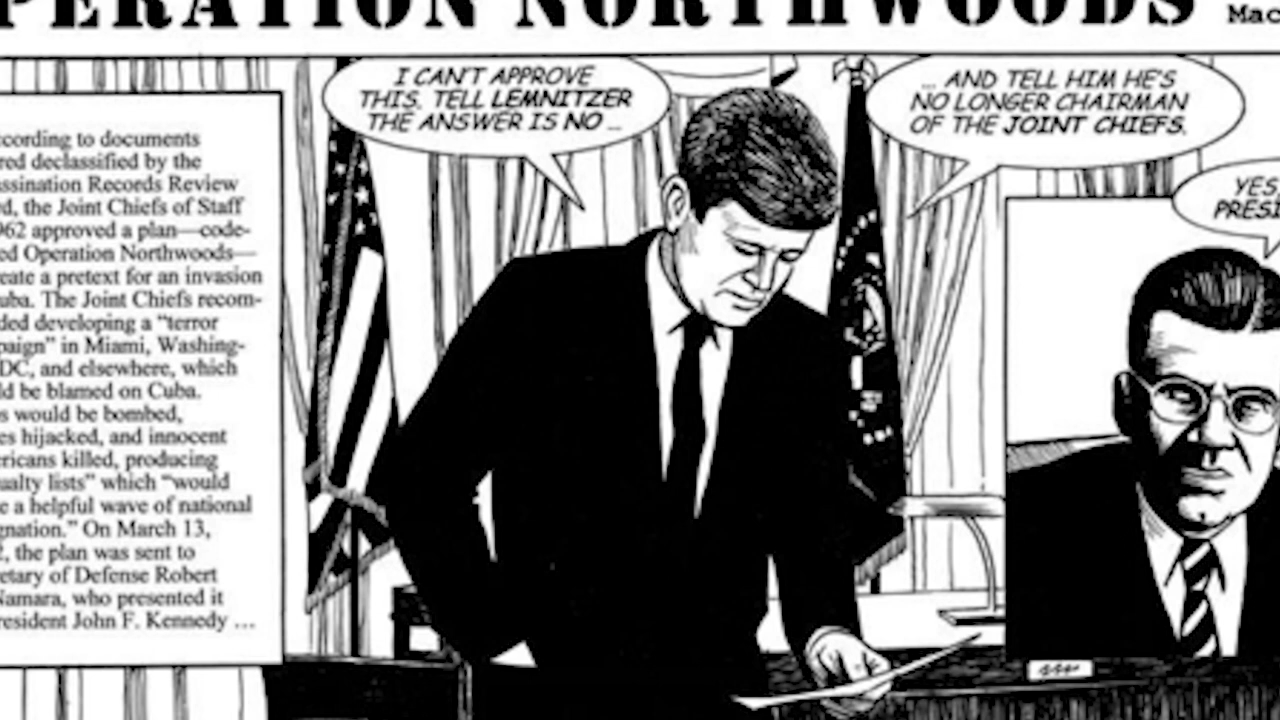 PERATION NORTHWOODS
Mac
I CAN'T APPROVE
THIS. TELL LEMNITZER
THE ANSWER IS NO ...
... AND TELL HIM HE'S
NO LONGER CHAIRMAN
OF THE JOINT CHIEFS.
YES,
PRESI
ccording to documents
red declassified by the
ssination Records Review
d, the Joint Chiefs of Staff
962 approved a plan—code-
ed Operation Northwoods—
eate a pretext for an invasion
uba. The Joint Chiefs recom-
ded developing a "terror
paign" in Miami, Washing-
DC, and elsewhere, which
ld be blamed on Cuba.
s would be bombed,
es hijacked, and innocent
ricans killed, producing
ualty lists" which "would
e a helpful wave of national
gnation." On March 13,
2, the plan was sent to
etary of Defense Robert
Namara, who presented it
resident John F. Kennedy ...